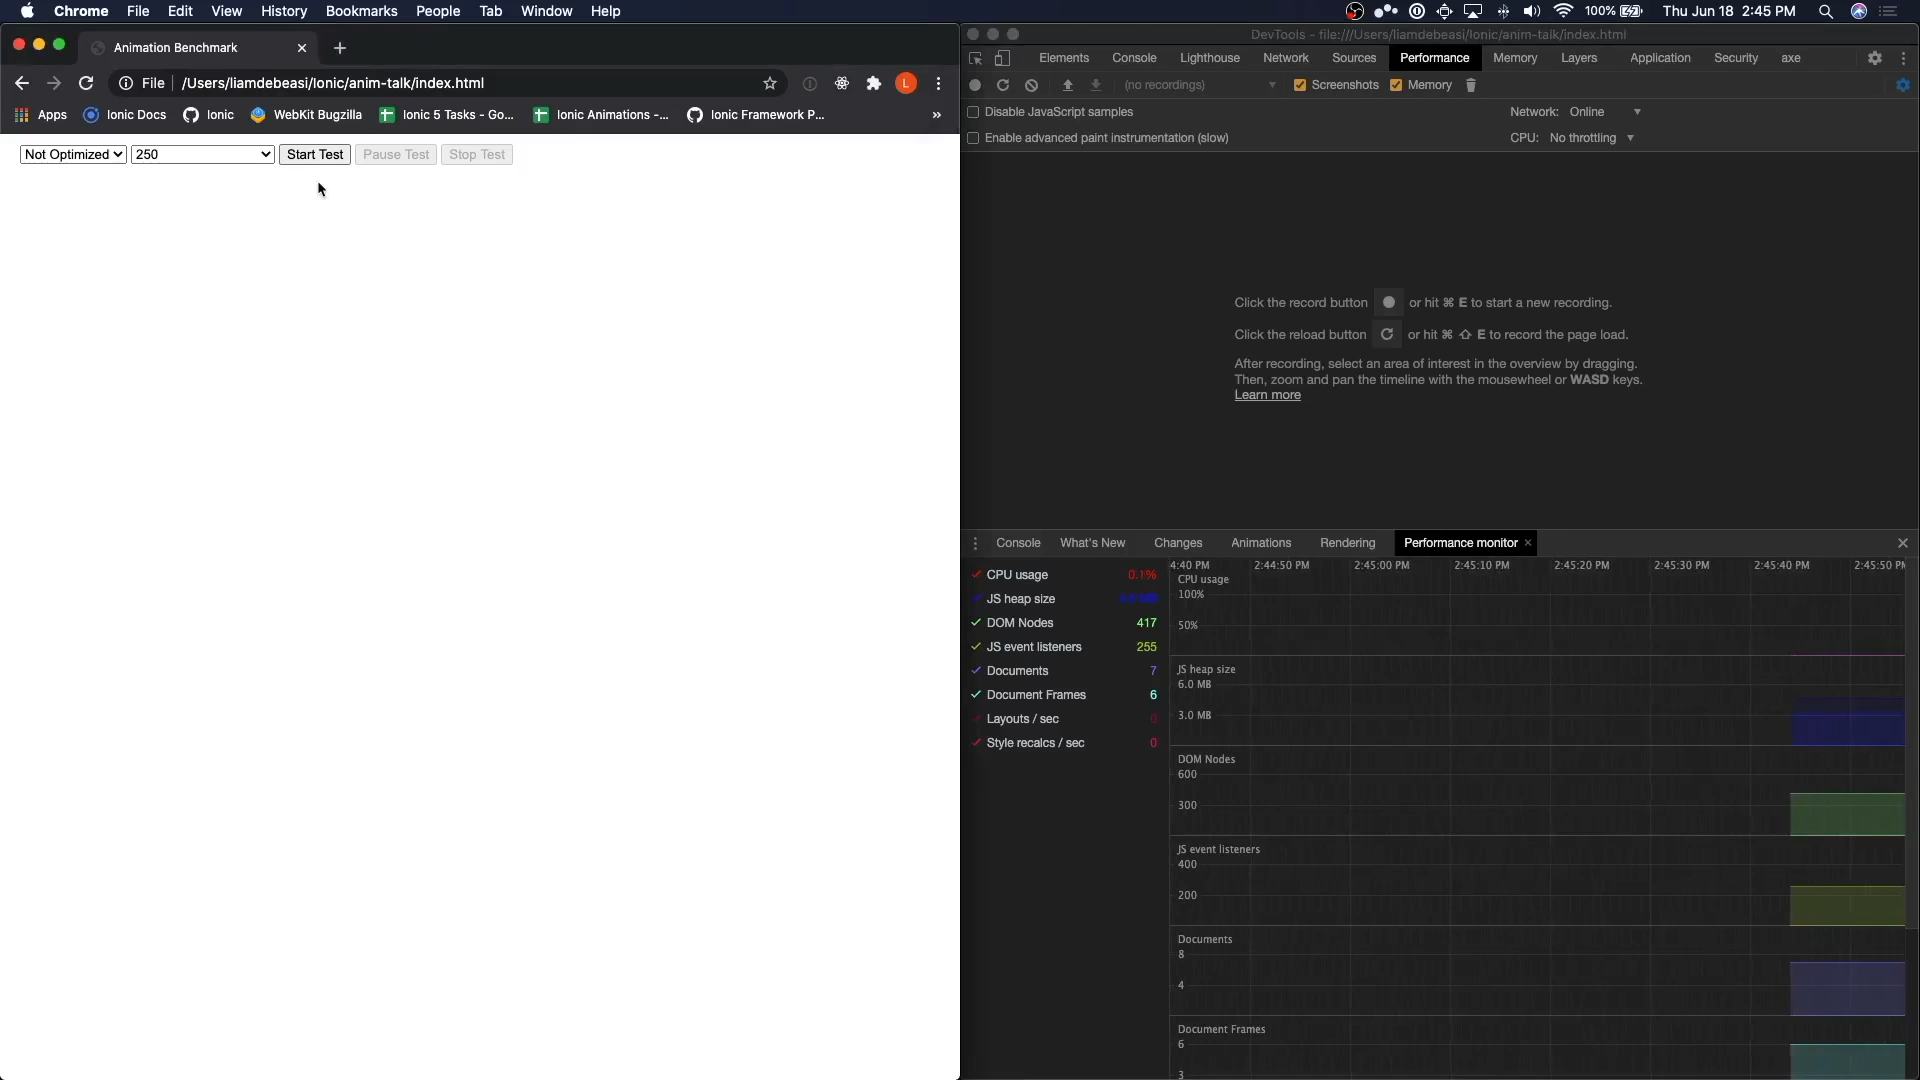 Chrome File Edit View History Bookmarks People Tab Window Help 100% Thu Jun 18 2:45 PM
Animation Benchmark
File /Users/liamdebeasi/Ionic/anim-talk/index.html L
Apps Ionic Docs Ionic WebKit Bugzilla Ionic 5 Tasks - Go... Ionic Animations -... Ionic Framework P... »
Not Optimized 250 Start Test Pause Test Stop Test
DevTools - file:///Users/liamdebeasi/Ionic/anim-talk/index.html
Elements Console Lighthouse Network Sources Performance Memory Layers Application Security axe
(no recordings) Screenshots Memory
Disable JavaScript samples Network: Online
Enable advanced paint instrumentation (slow) CPU: No throttling
Click the record button or hit ⌘ E to start a new recording.
Click the reload button or hit ⌘ ⇧ E to record the page load.
After recording, select an area of interest in the overview by dragging.
Then, zoom and pan the timeline with the mousewheel or WASD keys.
Learn more
Console What's New Changes Animations Rendering Performance monitor
CPU usage 0.1%
JS heap size
DOM Nodes 417
JS event listeners 255
Documents 7
Document Frames 6
Layouts / sec 0
Style recalcs / sec 0
4:40 PM 2:44:50 PM 2:45:00 PM 2:45:10 PM 2:45:20 PM 2:45:30 PM 2:45:40 PM 2:45:50 PM
CPU usage
100%
50%
JS heap size
6.0 MB
3.0 MB
DOM Nodes
600
300
JS event listeners
400
200
Documents
8
4
Document Frames
6
3